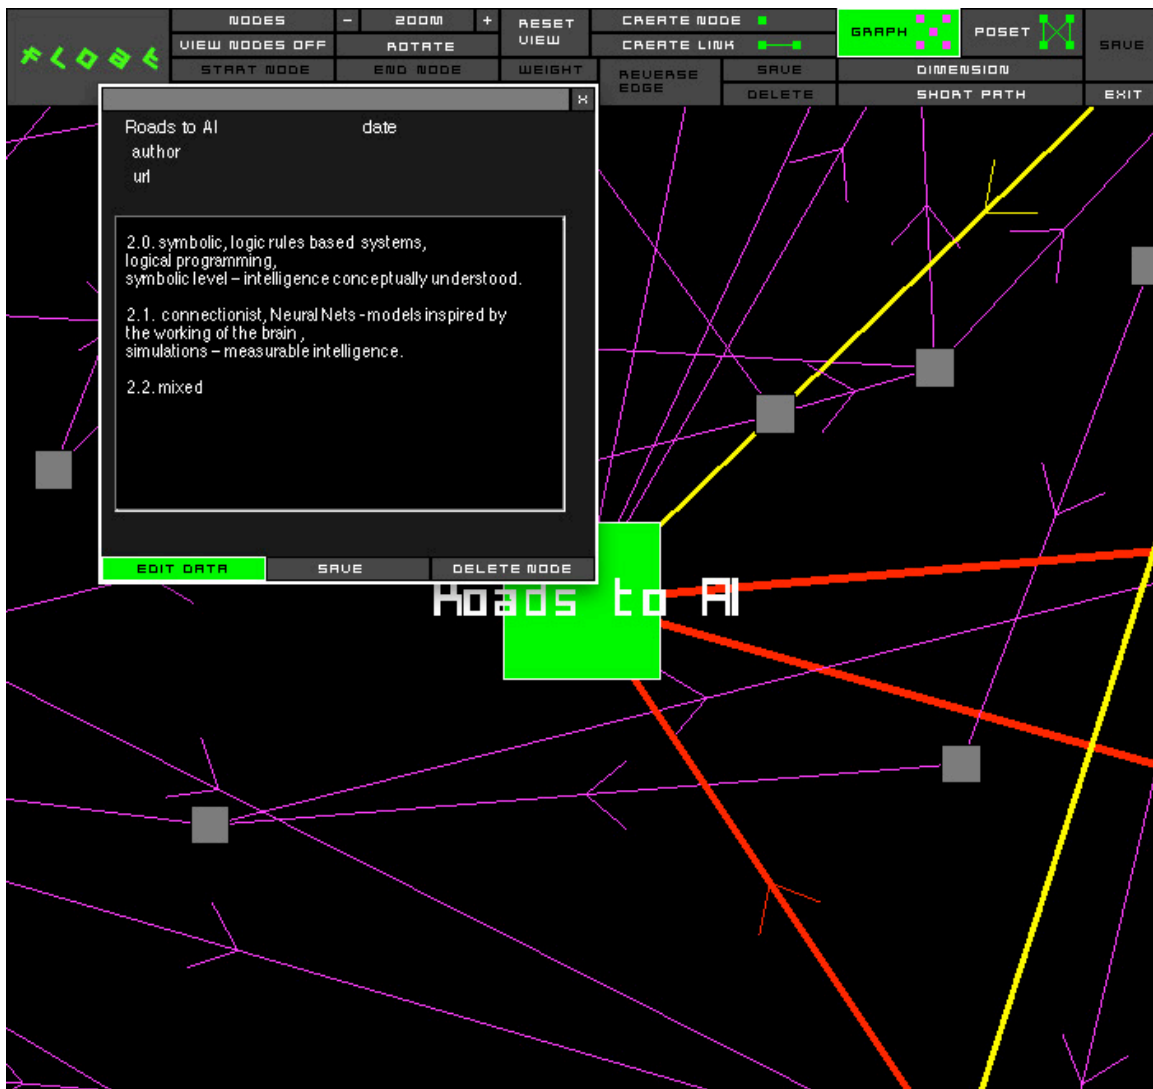 FLOBE
NODES
- ZOOM +
RESET VIEW
CREATE NODE
GRAPH
POSET
SAVE
VIEW NODES OFF
ROTATE
CREATE LINK
START NODE
END NODE
WEIGHT
REVERSE EDGE
SAVE
DIMENSION
DELETE
SHORT PATH
EXIT
X
Roads to AI date
author
url
2.0. symbolic, logic rules based systems,
logical programming,
symbolic level – intelligence conceptually understood.
2.1. connectionist, Neural Nets - models inspired by
the working of the brain ,
simulations – measurable intelligence.
2.2. mixed
EDIT DATA
SAVE
DELETE NODE
Roads to AI